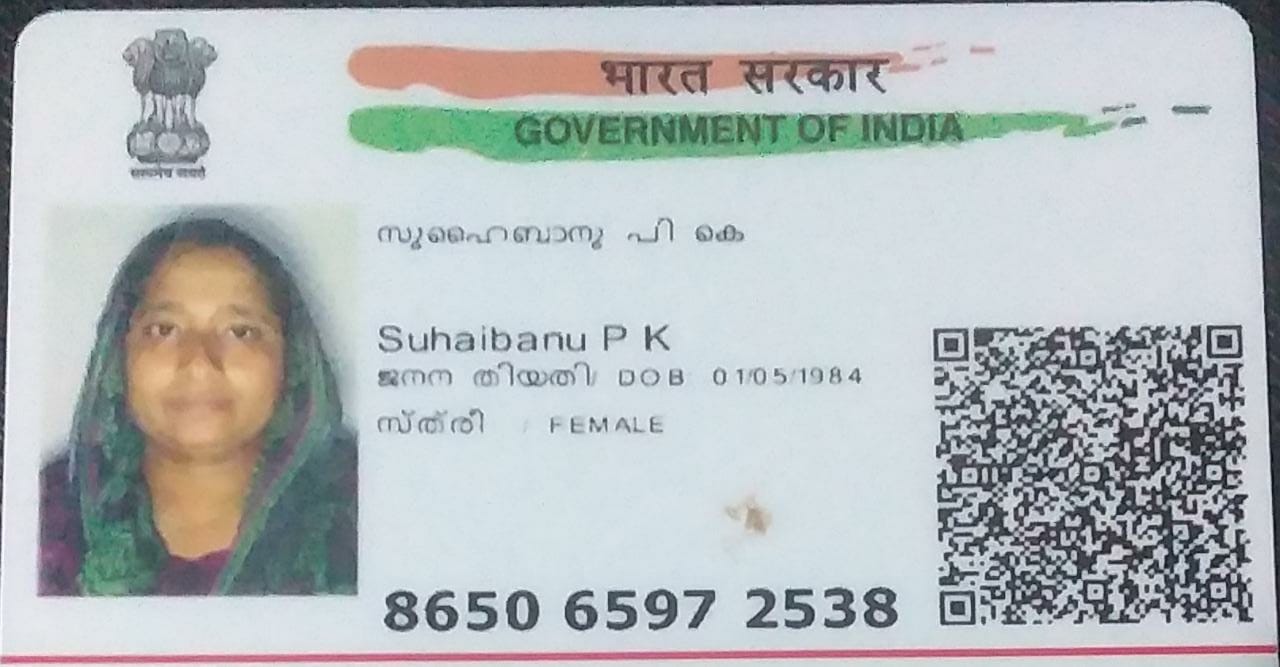 सत्यमेव जयते
भारत सरकार
GOVERNMENT OF INDIA
സുഹൈബാനു പി കെ
Suhaibanu P K
ജനന തിയതി/ DOB 01/05/1984
സ്ത്രീ / FEMALE
8650 6597 2538